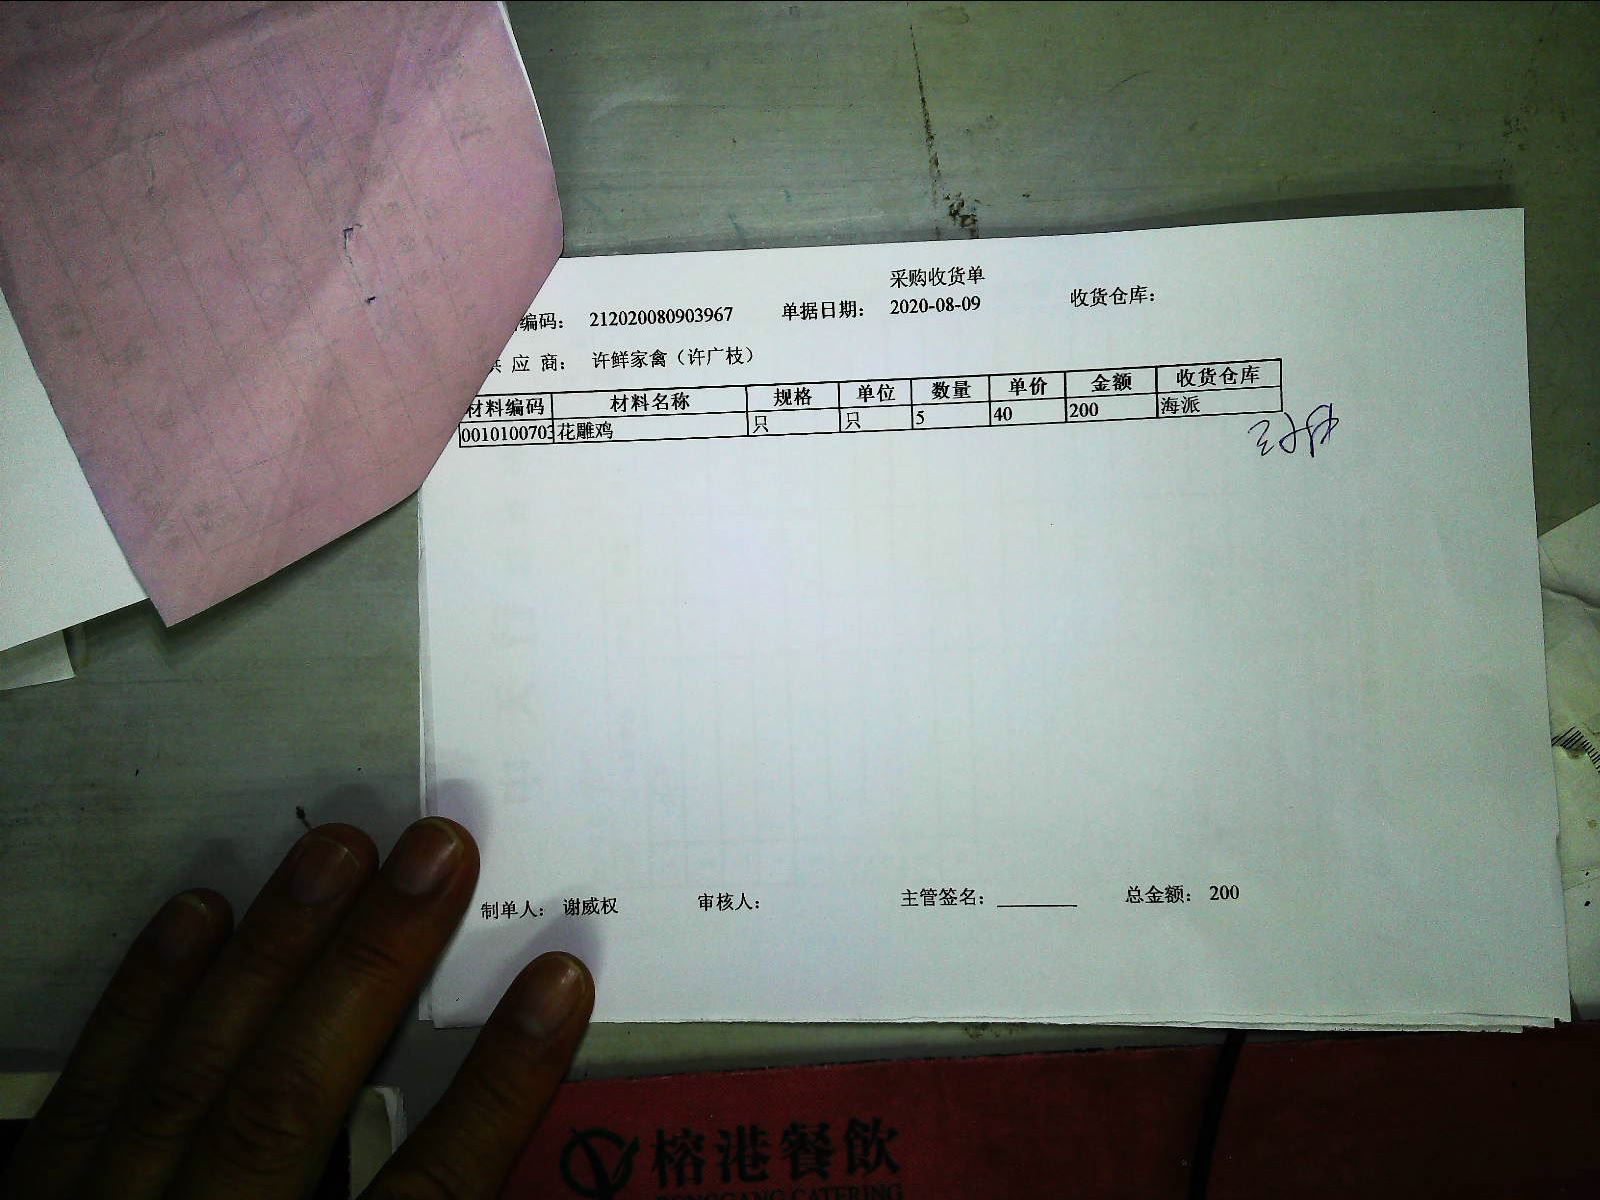 采购收货单
编码： 212020080903967 单据日期： 2020-08-09 收货仓库：
供 应 商： 许鲜家禽（许广枝）
材料编码 材料名称 规格 单位 数量 单价 金额 收货仓库
0010100703 花雕鸡 只 只 5 40 200 海派
制单人： 谢威权 审核人： 主管签名： ________ 总金额： 200
榕港餐飲